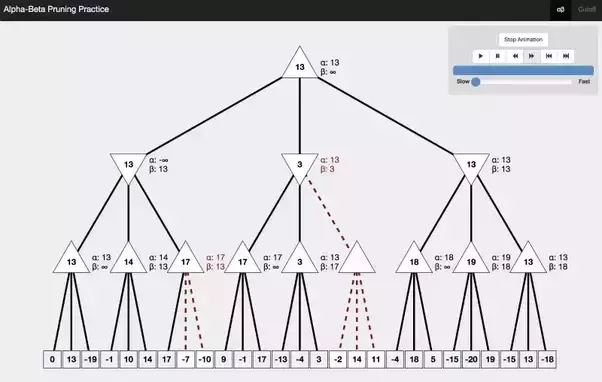 Alpha-Beta Pruning Practice
αβ Cutoff
Stop Animation
Slow Fast
13 α: 13
β: ∞
13 α: -∞
β: 13
3 α: 13
β: 3
13 α: 13
β: 13
13 α: 13
β: ∞
14 α: 14
β: 13
17 α: 17
β: 13
17 α: 17
β: ∞
3 α: 13
β: 17
18 α: 18
β: ∞
19 α: 19
β: 18
13 α: 13
β: 18
0 13 -19 -1 10 14 17 -7 -10 9 -1 17 -13 -4 3 -2 14 11 -4 18 5 -15 -20 19 -15 13 -18